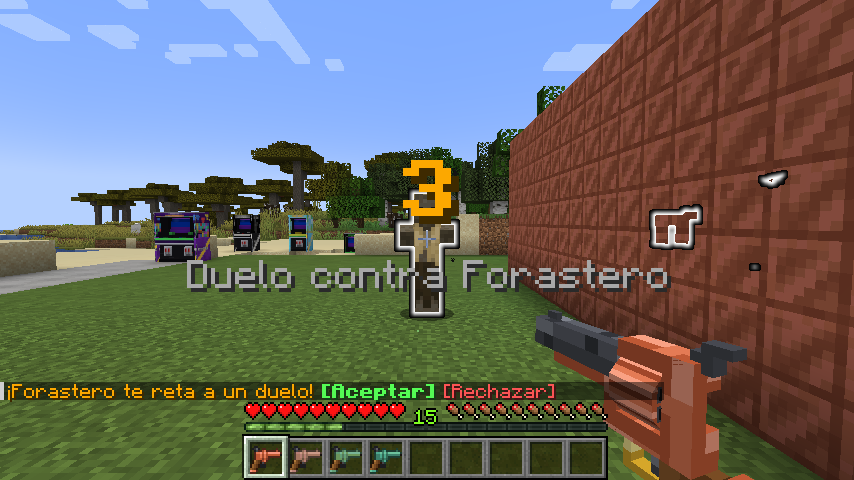 3
Duelo contra Forastero
¡Forastero te reta a un duelo! [Aceptar] [Rechazar]
15